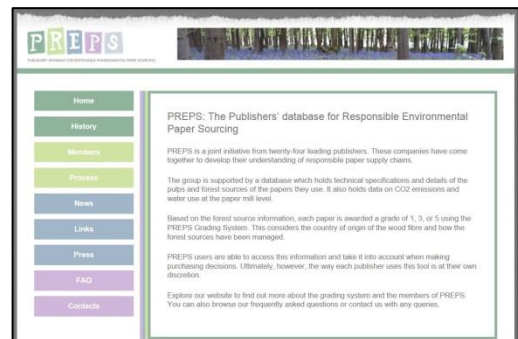 PREPS
PUBLISHERS' DATABASE FOR RESPONSIBLE ENVIRONMENTAL PAPER SOURCING
Home
History
Members
Process
News
Links
Press
FAQ
Contacts
PREPS: The Publishers' database for Responsible Environmental
Paper Sourcing
PREPS is a joint initiative from twenty-four leading publishers. These companies have come
together to develop their understanding of responsible paper supply chains.
The group is supported by a database which holds technical specifications and details of the
pulps and forest sources of the papers they use. It also holds data on CO2 emissions and
water use at the paper mill level.
Based on the forest source information, each paper is awarded a grade of 1, 3, or 5 using the
PREPS Grading System. This considers the country of origin of the wood fibre and how the
forest sources have been managed.
PREPS users are able to access this information and take it into account when making
purchasing decisions. Ultimately, however, the way each publisher uses this tool is at their own
discretion.
Explore our website to find out more about the grading system and the members of PREPS.
You can also browse our frequently asked questions or contact us with any queries.